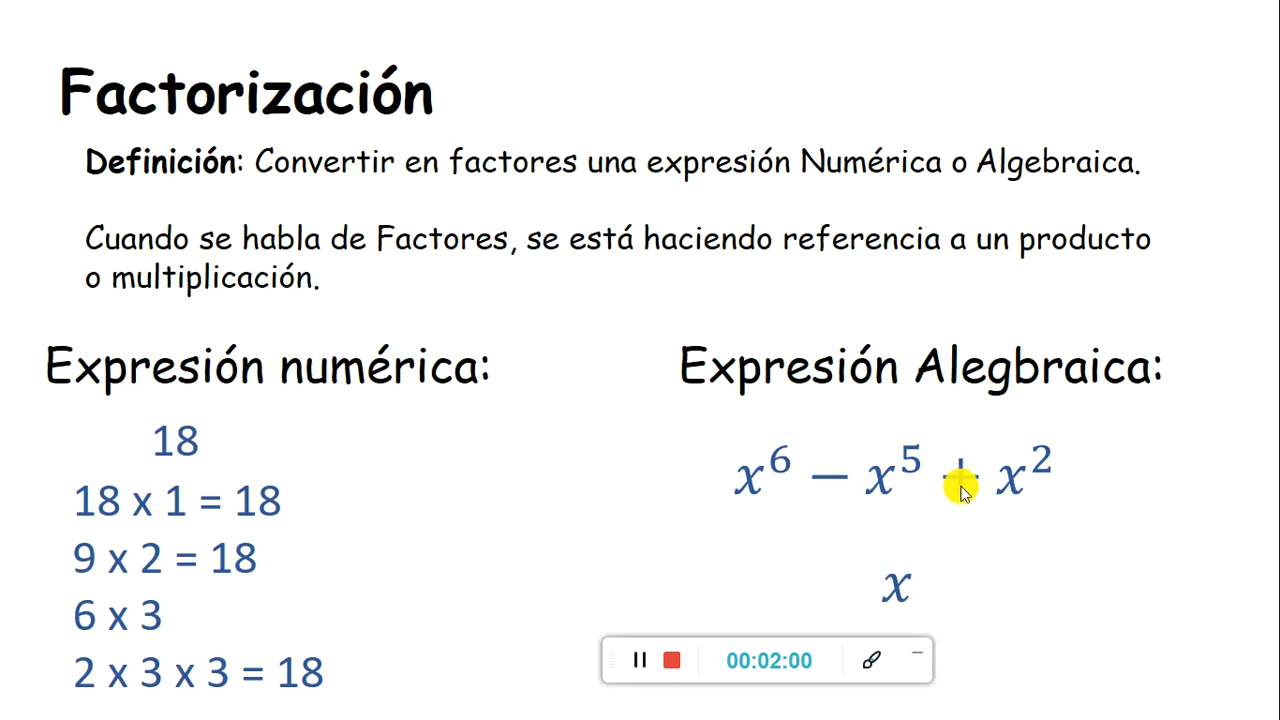 Factorización
Definición: Convertir en factores una expresión Numérica o Algebraica.
Cuando se habla de Factores, se está haciendo referencia a un producto
o multiplicación.
Expresión numérica:
18
18 x 1 = 18
9 x 2 = 18
6 x 3
2 x 3 x 3 = 18
Expresión Alegbraica:
x⁶ − x⁵ + x²
x
00:02:00